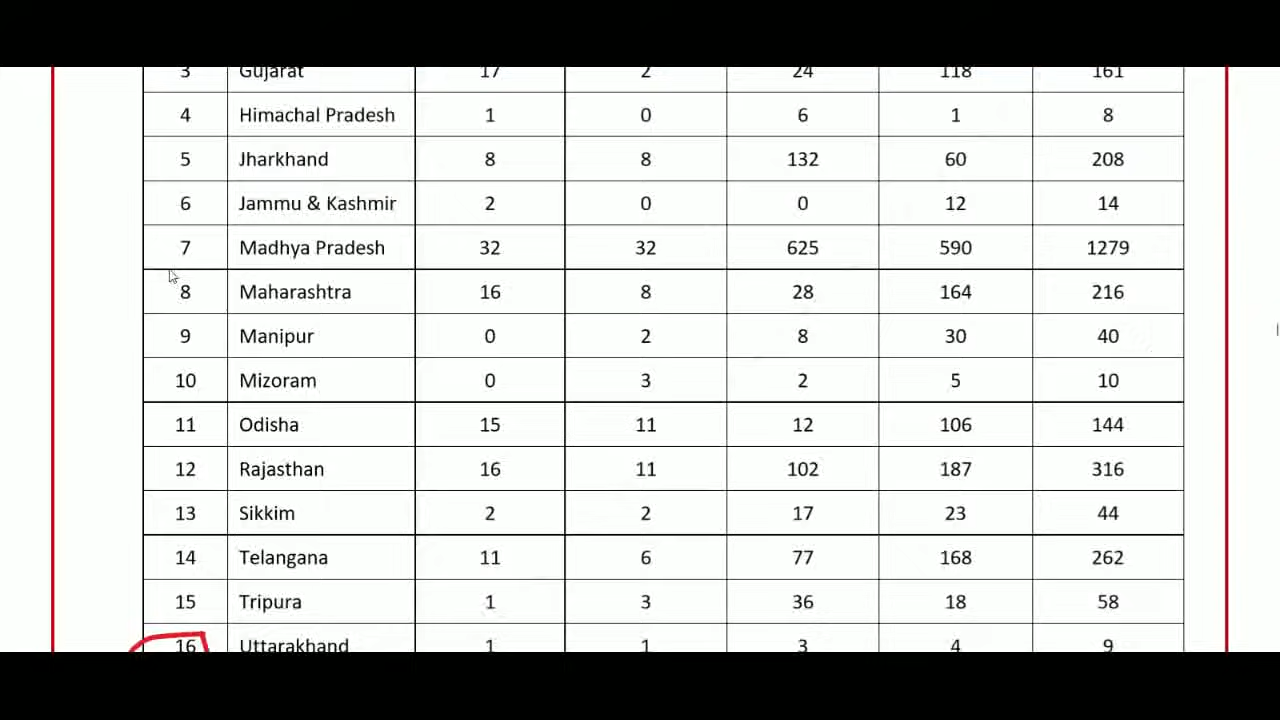 3 Gujarat 17 2 24 118 161
4 Himachal Pradesh 1 0 6 1 8
5 Jharkhand 8 8 132 60 208
6 Jammu & Kashmir 2 0 0 12 14
7 Madhya Pradesh 32 32 625 590 1279
8 Maharashtra 16 8 28 164 216
9 Manipur 0 2 8 30 40
10 Mizoram 0 3 2 5 10
11 Odisha 15 11 12 106 144
12 Rajasthan 16 11 102 187 316
13 Sikkim 2 2 17 23 44
14 Telangana 11 6 77 168 262
15 Tripura 1 3 36 18 58
16 Uttarakhand 1 1 3 4 9